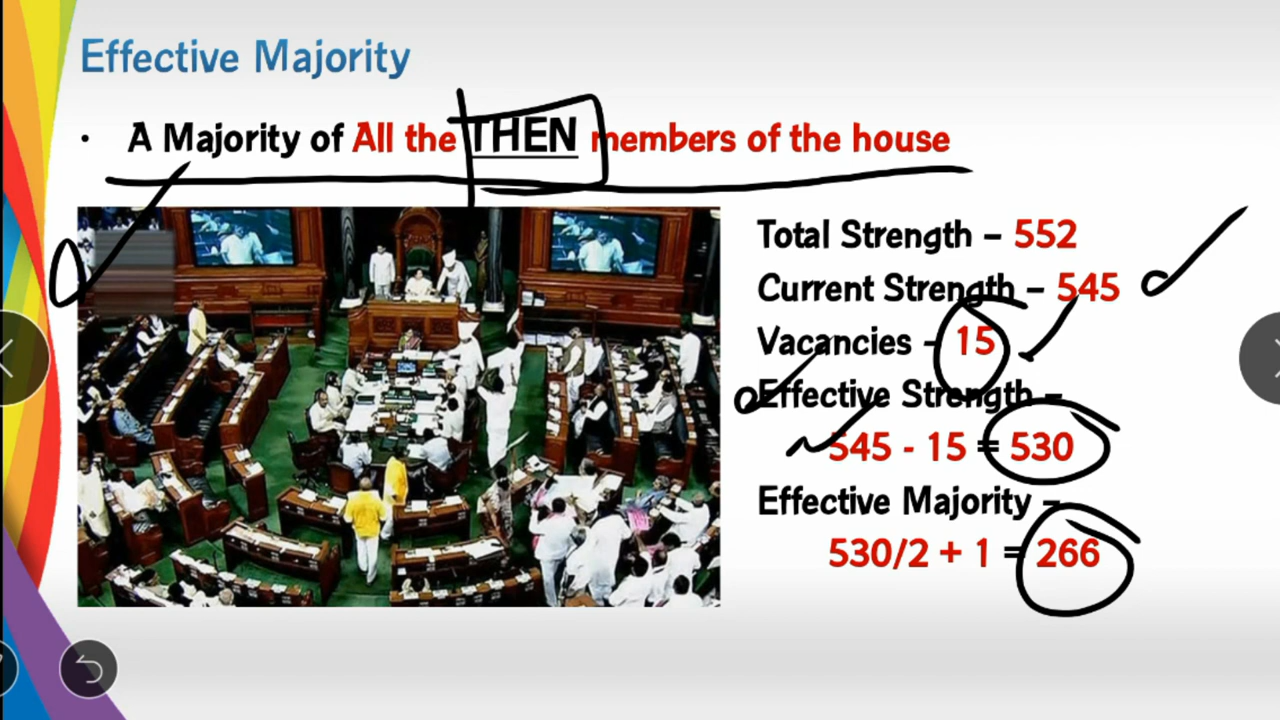 Effective Majority
· A Majority of All the THEN members of the house
Total Strength – 552
Current Strength – 545
Vacancies – 15
Effective Strength –
545 - 15 = 530
Effective Majority –
530/2 + 1 = 266